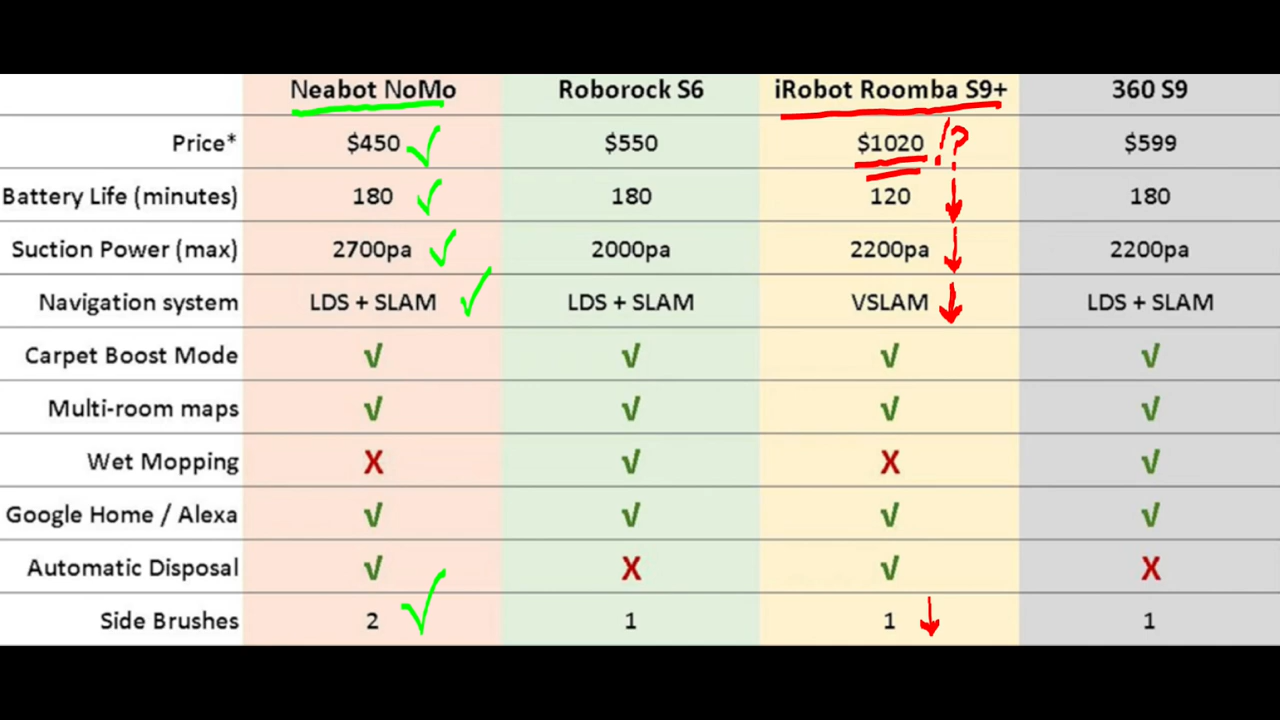 Neabot NoMo Roborock S6 iRobot Roomba S9+ 360 S9
Price* $450 $550 $1020 !? $599
Battery Life (minutes) 180 180 120 180
Suction Power (max) 2700pa 2000pa 2200pa 2200pa
Navigation system LDS + SLAM LDS + SLAM VSLAM LDS + SLAM
Carpet Boost Mode √ √ √ √
Multi-room maps √ √ √ √
Wet Mopping X √ X √
Google Home / Alexa √ √ √ √
Automatic Disposal √ X √ X
Side Brushes 2 1 1 1